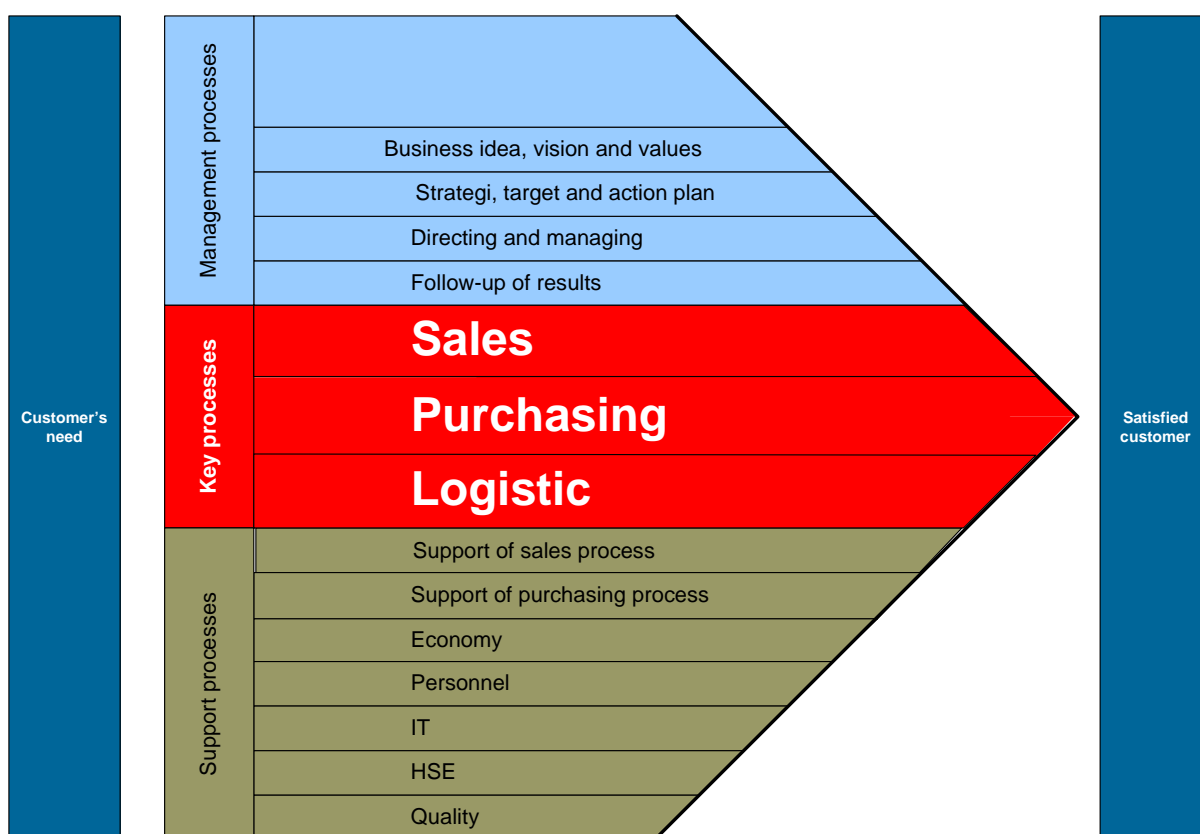 Customer's
need
Management processes
Business idea, vision and values
Strategi, target and action plan
Directing and managing
Follow-up of results
Key processes
Sales
Purchasing
Logistic
Support processes
Support of sales process
Support of purchasing process
Economy
Personnel
IT
HSE
Quality
Satisfied
customer